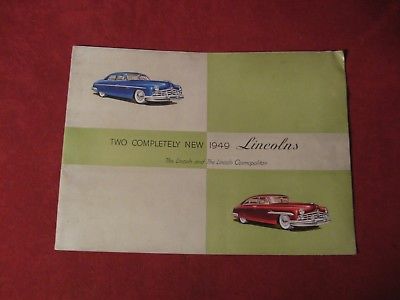 TWO COMPLETELY NEW 1949 Lincolns
The Lincoln and The Lincoln Cosmopolitan